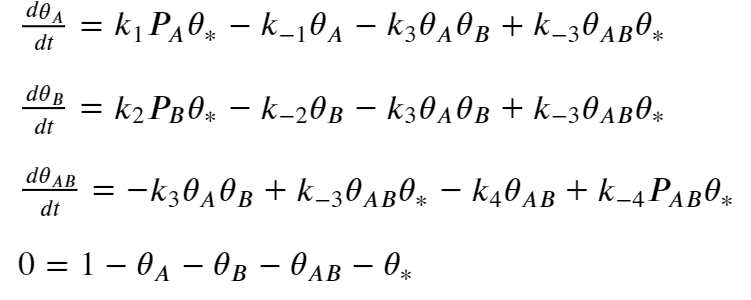 dθ_A/dt = k_1 P_A θ_* − k_{−1} θ_A − k_3 θ_A θ_B + k_{−3} θ_{AB} θ_*
dθ_B/dt = k_2 P_B θ_* − k_{−2} θ_B − k_3 θ_A θ_B + k_{−3} θ_{AB} θ_*
dθ_{AB}/dt = −k_3 θ_A θ_B + k_{−3} θ_{AB} θ_* − k_4 θ_{AB} + k_{−4} P_{AB} θ_*
0 = 1 − θ_A − θ_B − θ_{AB} − θ_*